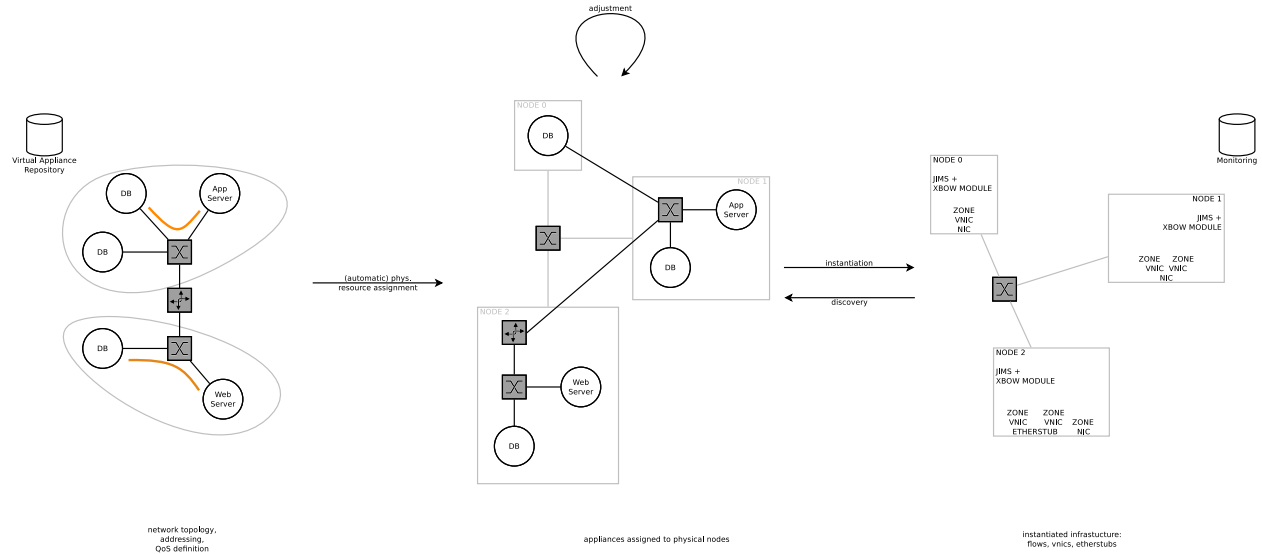 adjustment
Virtual Appliance
Repository
DB
App
Server
DB
DB
Web
Server
network topology,
addressing,
QoS definition
(automatic) phys,
resource assignment
NODE 0
DB
NODE 1
App
Server
DB
NODE 2
Web
Server
DB
appliances assigned to physical nodes
instantiation
discovery
Monitoring
NODE 0
JIMS +
XBOW MODULE
ZONE
VNIC
NIC
NODE 1
JIMS +
XBOW MODULE
ZONE ZONE
VNIC VNIC
NIC
NODE 2
JIMS +
XBOW MODULE
ZONE ZONE
VNIC VNIC ZONE
ETHERSTUB NIC
instantiated infrastucture:
flows, vnics, etherstubs